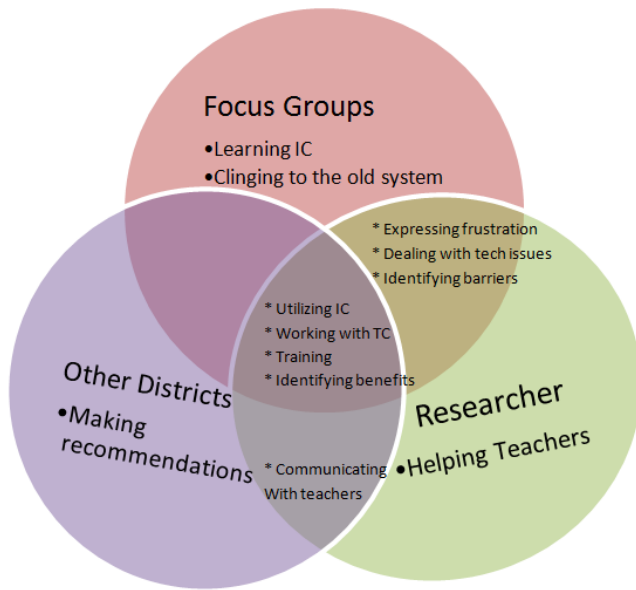 Focus Groups
•Learning IC
•Clinging to the old system
* Expressing frustration
* Dealing with tech issues
* Identifying barriers
* Utilizing IC
* Working with TC
* Training
* Identifying benefits
Other Districts
•Making
recommendations
Researcher
•Helping Teachers
* Communicating
With teachers